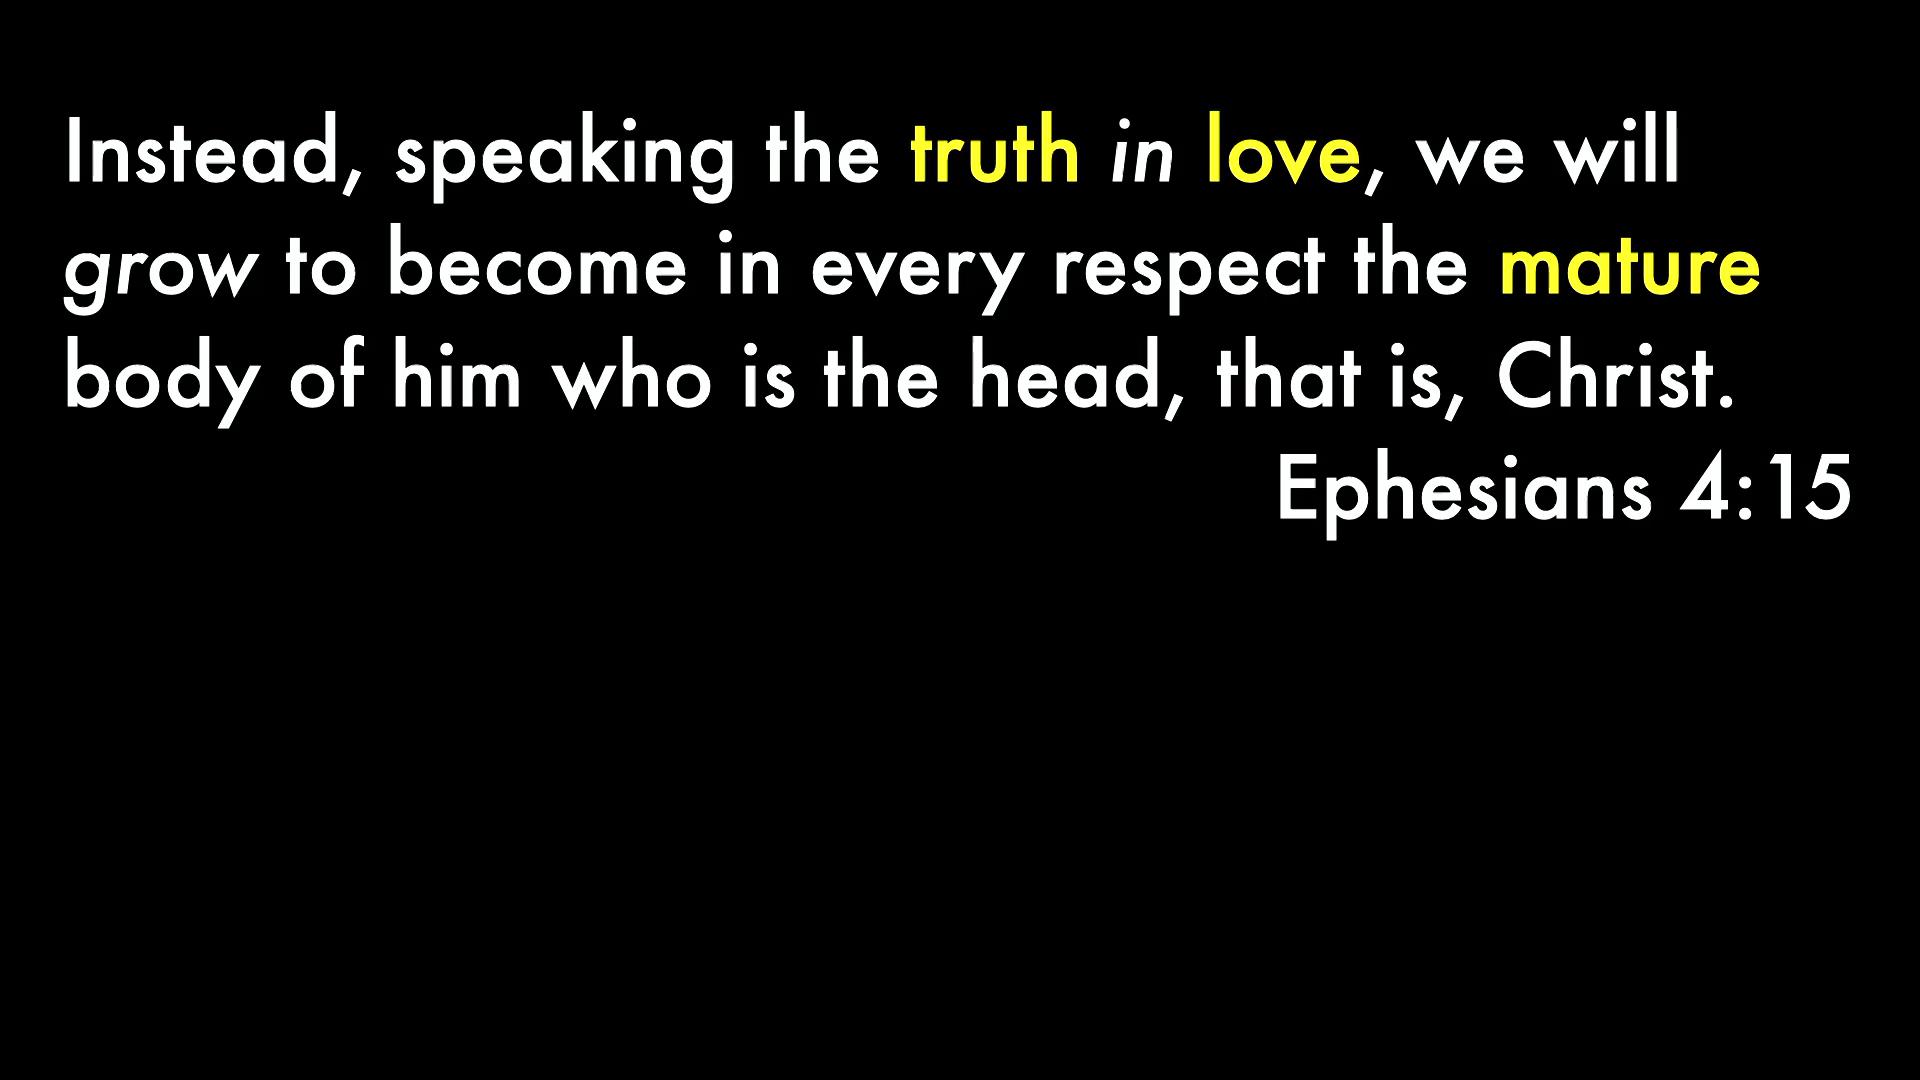 Instead, speaking the truth in love, we will
grow to become in every respect the mature
body of him who is the head, that is, Christ.
Ephesians 4:15